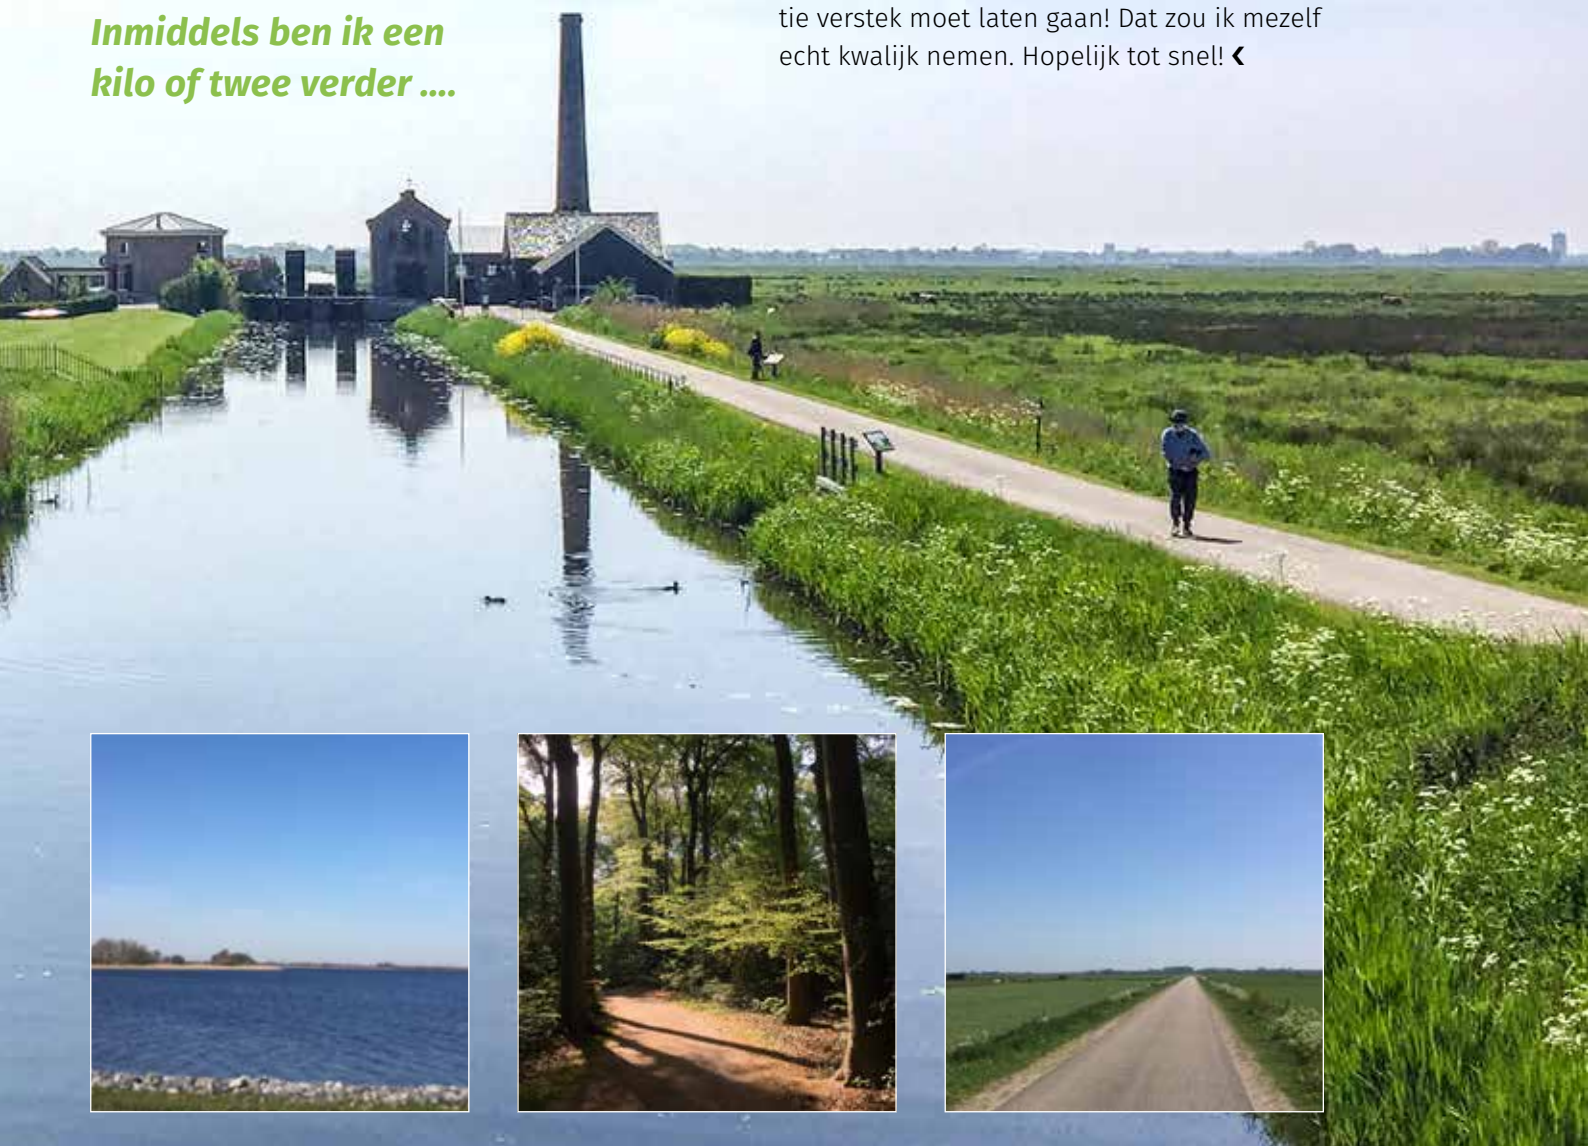 Inmiddels ben ik een
kilo of twee verder ....
tie verstek moet laten gaan! Dat zou ik mezelf
echt kwalijk nemen. Hopelijk tot snel! ‹